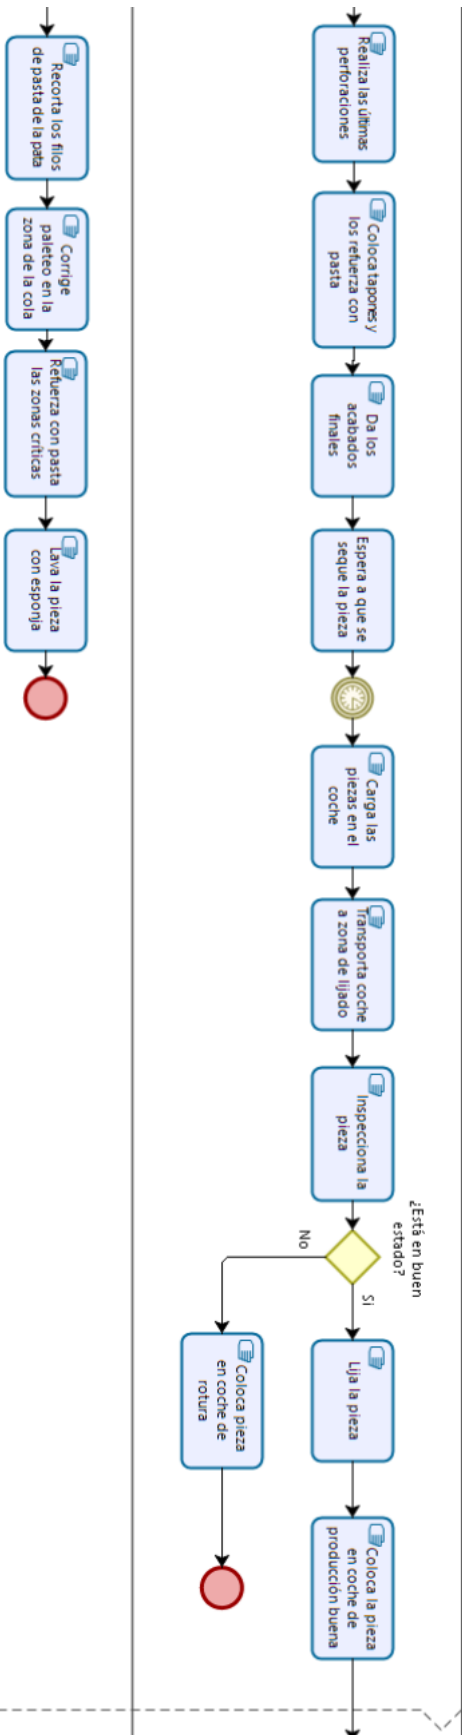 Realiza las últimas
perforaciones
Coloca tapones y
los refuerza con
pasta
Da los
acabados
finales
Espera a que se
seque la pieza
Carga las
piezas en el
coche
Transporta coche
a zona de lijado
Inspecciona la
pieza
¿Está en buen
estado?
Si
Lija la pieza
Coloca la pieza
en coche de
producción buena
No
Coloca pieza
en coche de
rotura
Recorta los filos
de pasta de la pata
Corrige
paleteo en la
zona de la cola
Refuerza con pasta
las zonas críticas
Lava la pieza
con esponja